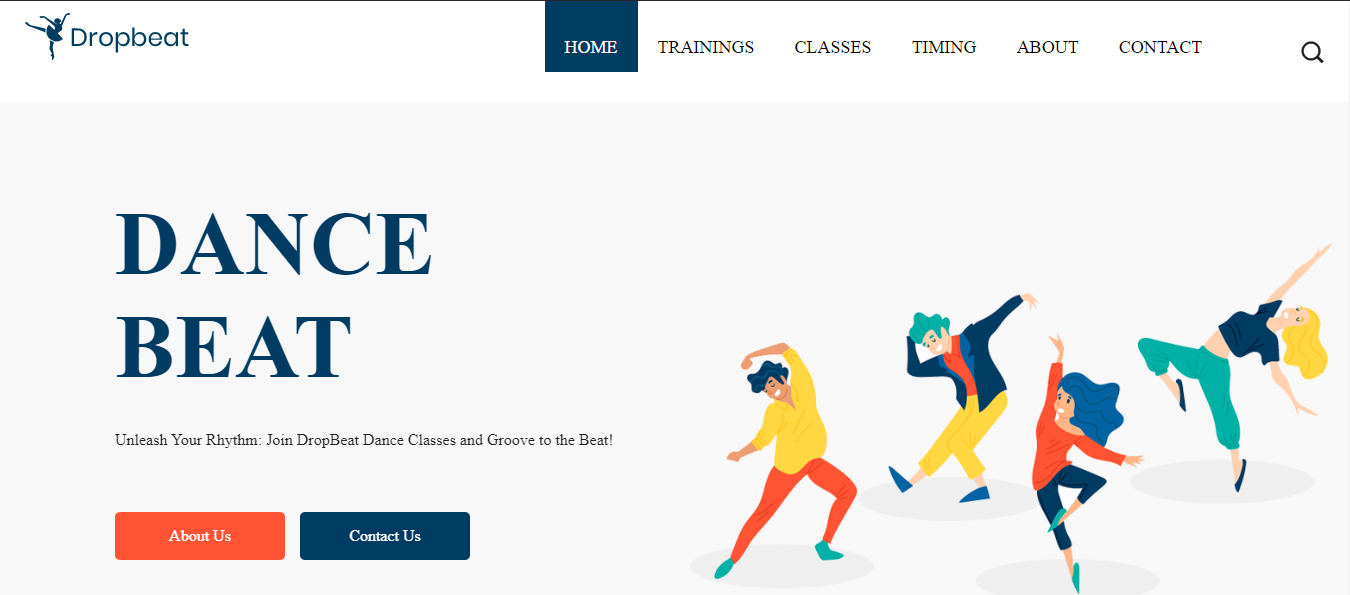 Dropbeat
HOME TRAININGS CLASSES TIMING ABOUT CONTACT
DANCE
BEAT
Unleash Your Rhythm: Join DropBeat Dance Classes and Groove to the Beat!
About Us Contact Us